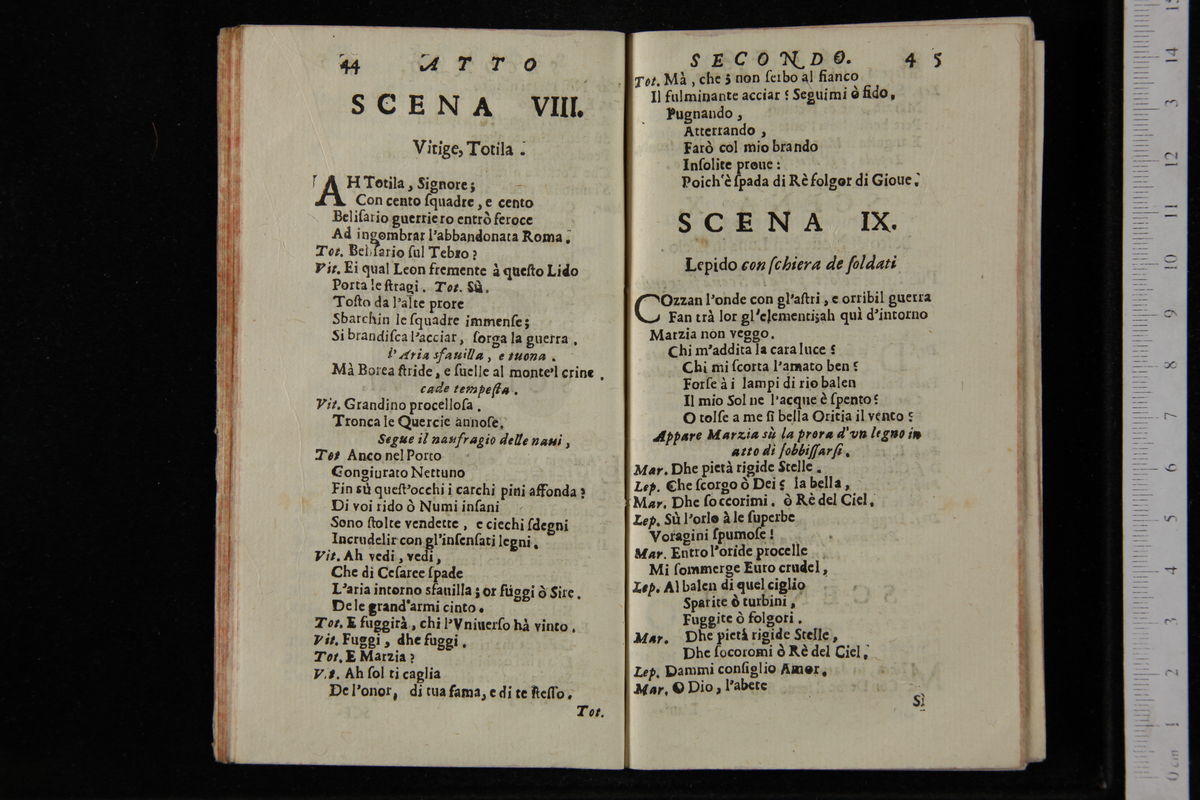 44 ATTO
SCENA VIII.
Vitige, Totila.
AH Totila, Signore;
Con cento ſquadre, e cento
Beliſario guerriero entrò feroce
Ad ingombrar l'abbandonata Roma.
Tot. Beliſario ſul Tebro?
Vit. Ei qual Leon fremente à queſto Lido
Porta le ſtragi. Tot. Sù.
Toſto da l'alte prore
Sbarchin le ſquadre immenſe;
Si brandiſca l'acciar, ſorga la guerra.
l'Aria sfauilla, e tuona.
Mà Borea ſtride, e ſuelle al monte'l crine.
cade tempeſta.
Vit. Grandino procelloſa.
Tronca le Quercie annoſe.
Segue il naufragio delle naui,
Tot Anco nel Porto
Congiurato Nettuno
Fin sù queſt'occhi i carchi pini affonda?
Di voi rido ò Numi inſani
Sono ſtolte vendette, e ciechi ſdegni
Incrudelir con gl'inſenſati legni.
Vit. Ah vedi, vedi,
Che di Ceſaree ſpade
L'aria intorno sfauilla; or fuggi ò Sire.
De le grand'armi cinto.
Tot. E fuggirà, chi l'Vniuerſo hà vinto.
Vit. Fuggi, dhe fuggi.
Tot. E Marzia?
V.t. Ah ſol ti caglia
De l'onor, di tua fama, e di te ſteſſo.
Tot.
SECONDO. 45
Tot. Mà, che; non ſerbo al fianco
Il fulminante acciar? Seguimi ò fido,
Pugnando,
Atterrando,
Farò col mio brando
Inſolite proue:
Poich'è ſpada di Rè folgor di Gioue.
SCENA IX.
Lepido con ſchiera de ſoldati
COzzan l'onde con gl'aſtri, e orribil guerra
Fan trà lor gl'elementi; ah quì d'intorno
Marzia non veggo.
Chi m'addita la cara luce?
Chi mi ſcorta l'amato ben?
Forſe à i lampi di rio balen
Il mio Sol ne l'acque è ſpento?
O tolſe a me ſi bella Oritia il vento?
Appare Marzia sù la prora d'vn legno in
atto di ſobbiſſarſi.
Mar. Dhe pietà rigide Stelle.
Lep. Che ſcorgo ò Dei? la bella,
Mar. Dhe ſoccorimi. ò Rè del Ciel.
Lep. Sù l'orlo à le ſuperbe
Voragini ſpumoſe!
Mar. Entro l'oride procelle
Mi ſommerge Euro crudel,
Lep. Al balen di quel ciglio
Sparite ò turbini,
Fuggite ò folgori.
Mar. Dhe pietà rigide Stelle,
Dhe ſocoromi ò Rè del Ciel.
Lep. Dammi conſiglio Amor.
Mar. O Dio, l'abete
Sì